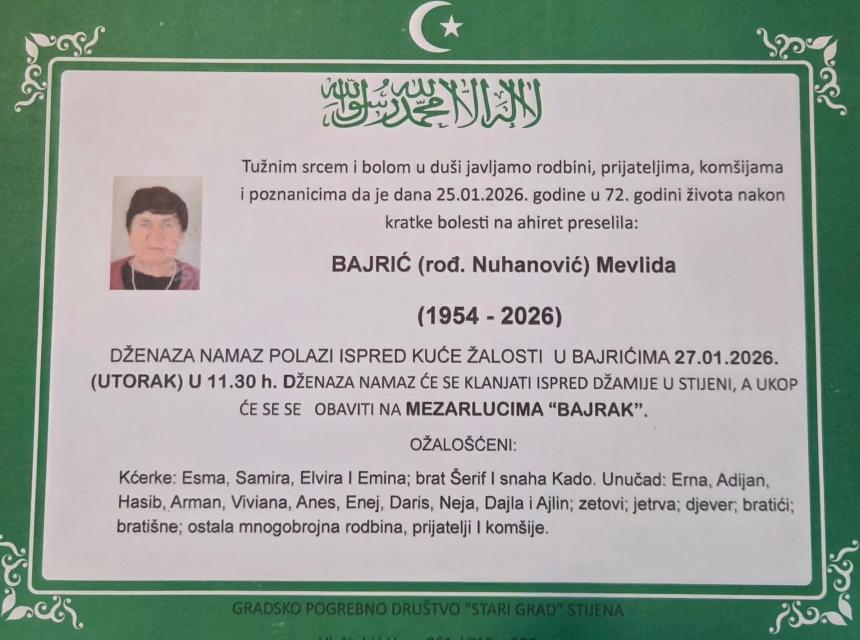 لا إله إلا الله محمد رسول الله
Tužnim srcem i bolom u duši javljamo rodbini, prijateljima, komšijama
i poznanicima da je dana 25.01.2026. godine u 72. godini života nakon
kratke bolesti na ahiret preselila:
BAJRIĆ (rođ. Nuhanović) Mevlida
(1954 - 2026)
DŽENAZA NAMAZ POLAZI ISPRED KUĆE ŽALOSTI U BAJRIĆIMA 27.01.2026.
(UTORAK) U 11.30 h. DŽENAZA NAMAZ ĆE SE KLANJATI ISPRED DŽAMIJE U STIJENI, A UKOP
ĆE SE SE OBAVITI NA MEZARLUCIMA “BAJRAK”.
OŽALOŠĆENI:
Kćerke: Esma, Samira, Elvira I Emina; brat Šerif I snaha Kado. Unučad: Erna, Adijan,
Hasib, Arman, Viviana, Anes, Enej, Daris, Neja, Dajla i Ajlin; zetovi; jetrva; djever; bratići;
bratišne; ostala mnogobrojna rodbina, prijatelji I komšije.
GRADSKO POGREBNO DRUŠTVO “STARI GRAD” STIJENA